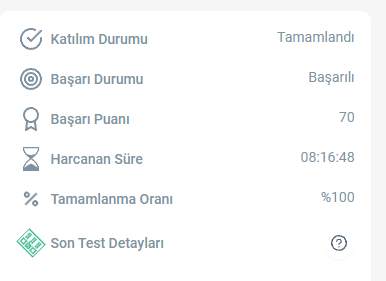 Katılım Durumu Tamamlandı
Başarı Durumu Başarılı
Başarı Puanı 70
Harcanan Süre 08:16:48
Tamamlanma Oranı %100
Son Test Detayları ?